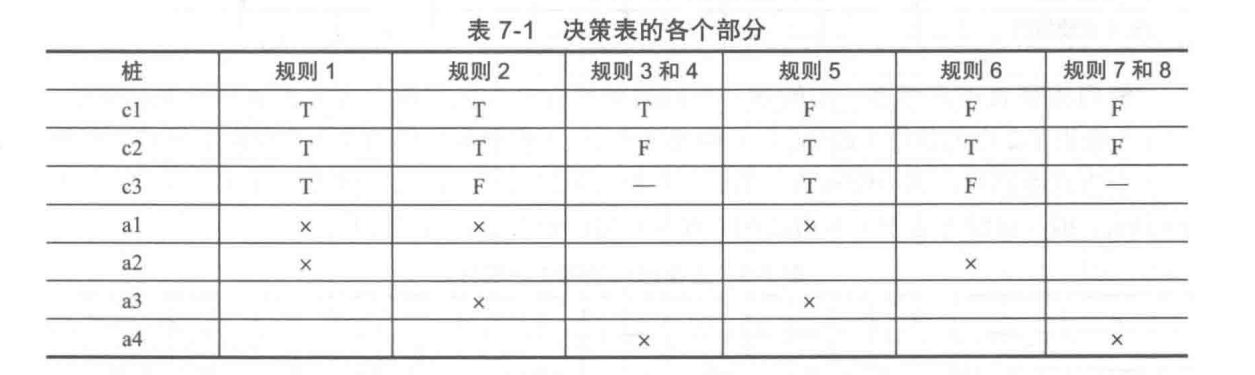 表 7-1 决策表的各个部分
桩 规则 1 规则 2 规则 3 和 4 规则 5 规则 6 规则 7 和 8
c1 T T T F F F
c2 T T F T T F
c3 T F — T F —
a1 × × ×
a2 × ×
a3 × ×
a4 × ×